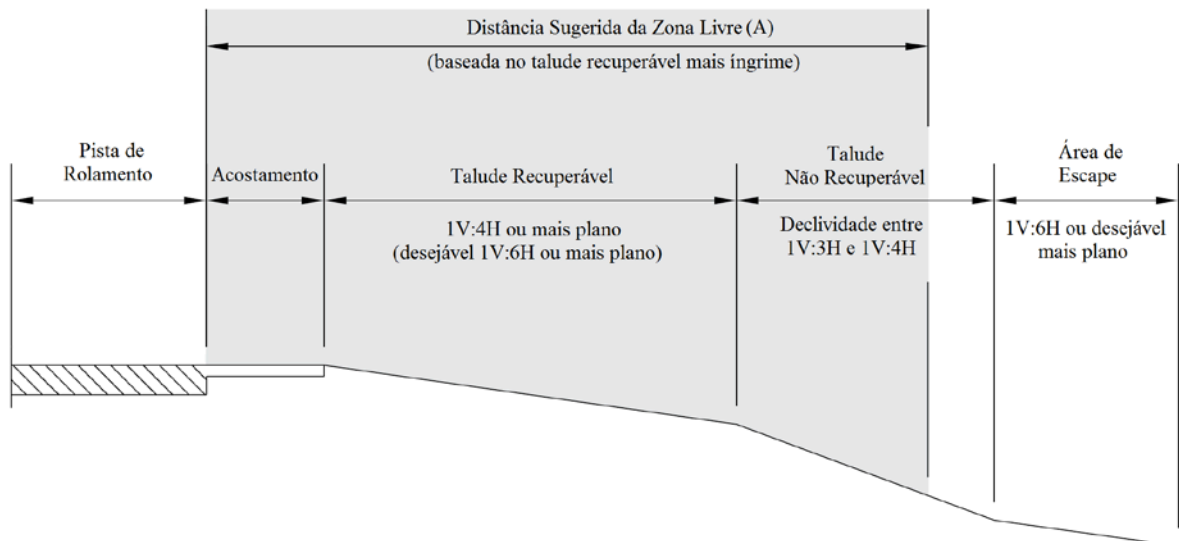 Distância Sugerida da Zona Livre (A)
(baseada no talude recuperável mais íngrime)
Pista de
Rolamento
Acostamento
Talude Recuperável
1V:4H ou mais plano
(desejável 1V:6H ou mais plano)
Talude
Não Recuperável
Declividade entre
1V:3H e 1V:4H
Área de
Escape
1V:6H ou desejável
mais plano